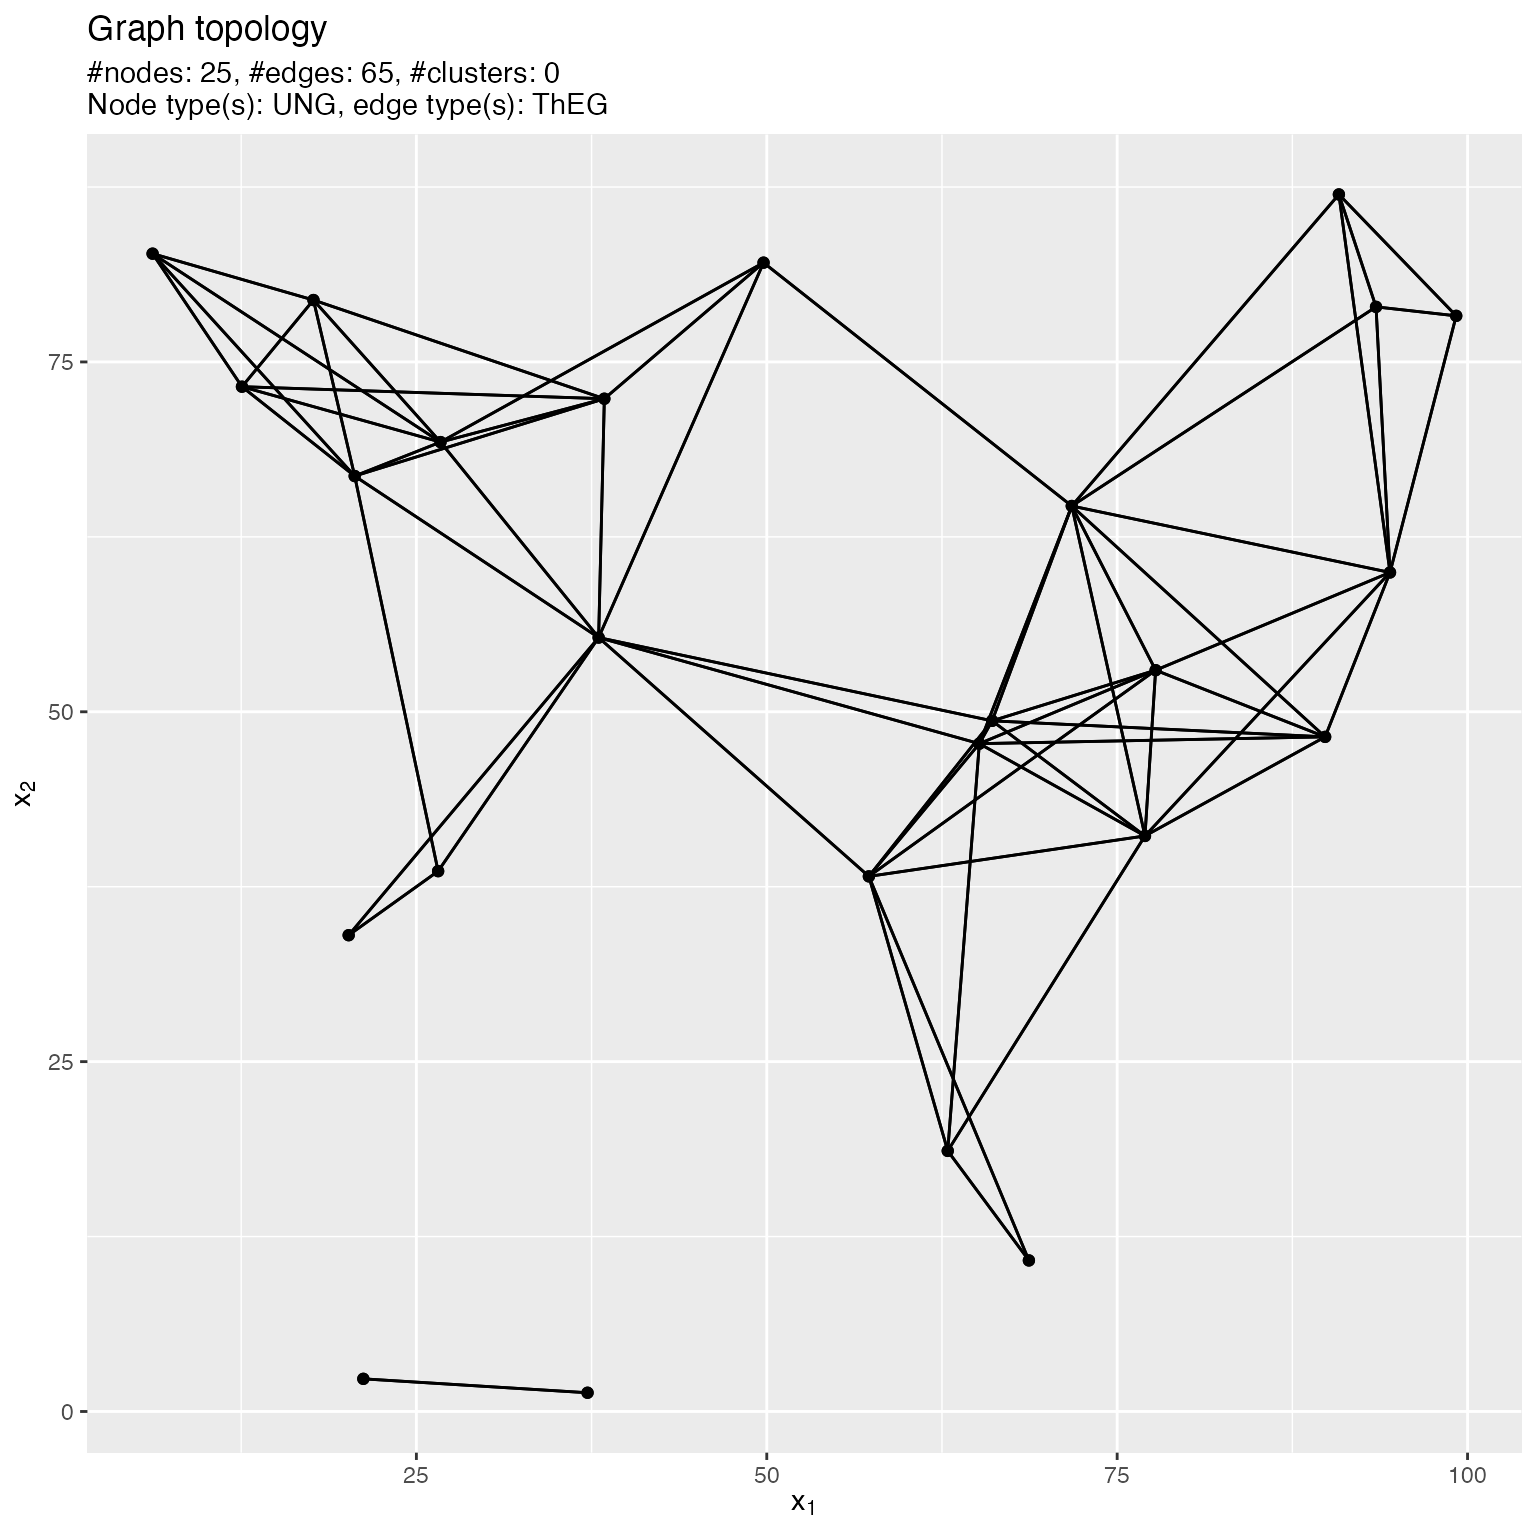 Graph topology
#nodes: 25, #edges: 65, #clusters: 0
Node type(s): UNG, edge type(s): ThEG
75
50
25
0
x₂
25 50 75 100
x₁